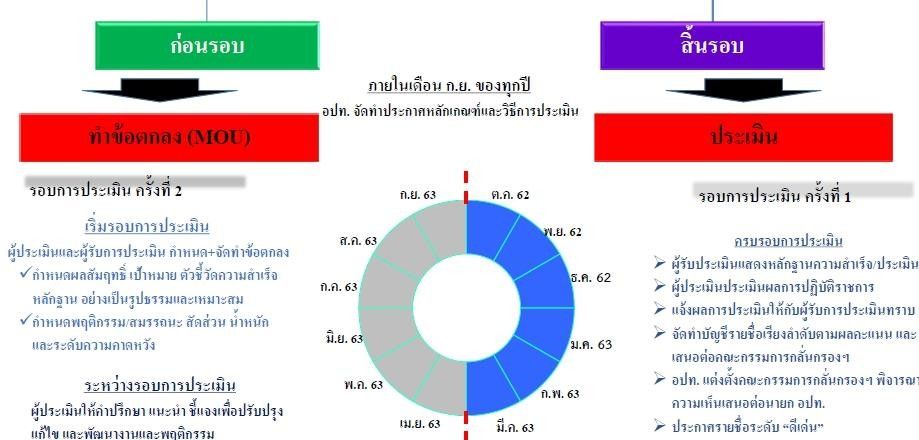 ก่อนรอบ
สิ้นรอบ
ภายในเดือน ก.ย. ของทุกปี
อปท. จัดทำประกาศหลักเกณฑ์และวิธีการประเมิน
ทำข้อตกลง (MOU)
ประเมิน
รอบการประเมิน ครั้งที่ 2
เริ่มรอบการประเมิน
ผู้ประเมินและผู้รับการประเมิน กำหนด+จัดทำข้อตกลง
✓กำหนดผลสัมฤทธิ์ เป้าหมาย ตัวชี้วัดความสำเร็จ
หลักฐาน อย่างเป็นรูปธรรมและเหมาะสม
✓กำหนดพฤติกรรม/สมรรถนะ สัดส่วน น้ำหนัก
และระดับความคาดหวัง
ระหว่างรอบการประเมิน
ผู้ประเมินให้คำปรึกษา แนะนำ ชี้แจงเพื่อปรับปรุง
แก้ไข และพัฒนางานและพฤติกรรม
ก.ย. 63
ต.ค. 62
ส.ค. 63
พ.ย. 62
ก.ค. 63
ธ.ค. 62
มิ.ย. 63
ม.ค. 63
พ.ค. 63
ก.พ. 63
เม.ย. 63
มี.ค. 63
รอบการประเมิน ครั้งที่ 1
ครบรอบการประเมิน
➢ ผู้รับประเมินแสดงหลักฐานความสำเร็จ/ประเมิน
➢ ผู้ประเมินประเมินผลการปฏิบัติราชการ
➢ แจ้งผลการประเมินให้กับผู้รับการประเมินทราบ
➢ จัดทำบัญชีรายชื่อเรียงลำดับตามผลคะแนน และ
เสนอต่อคณะกรรมการกลั่นกรองฯ
➢ อปท. แต่งตั้งคณะกรรมการกลั่นกรองฯ พิจารณา
ความเห็นเสนอต่อนายก อปท.
➢ ประกาศรายชื่อระดับ “ดีเด่น”